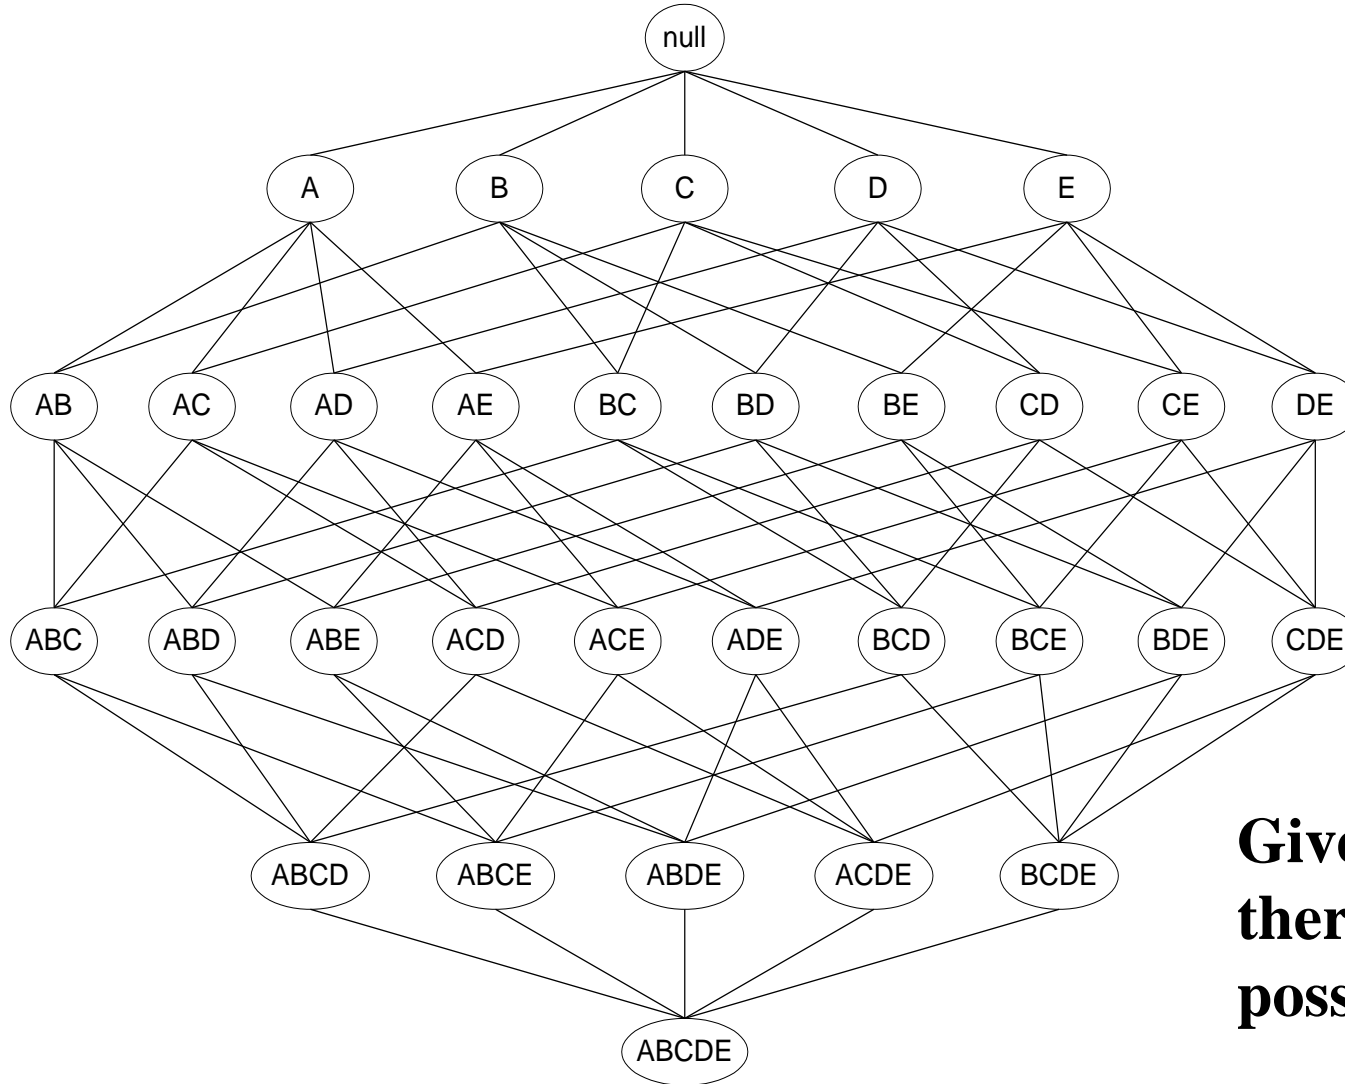 null
A B C D E
AB AC AD AE BC BD BE CD CE DE
ABC ABD ABE ACD ACE ADE BCD BCE BDE CDE
ABCD ABCE ABDE ACDE BCDE
ABCDE